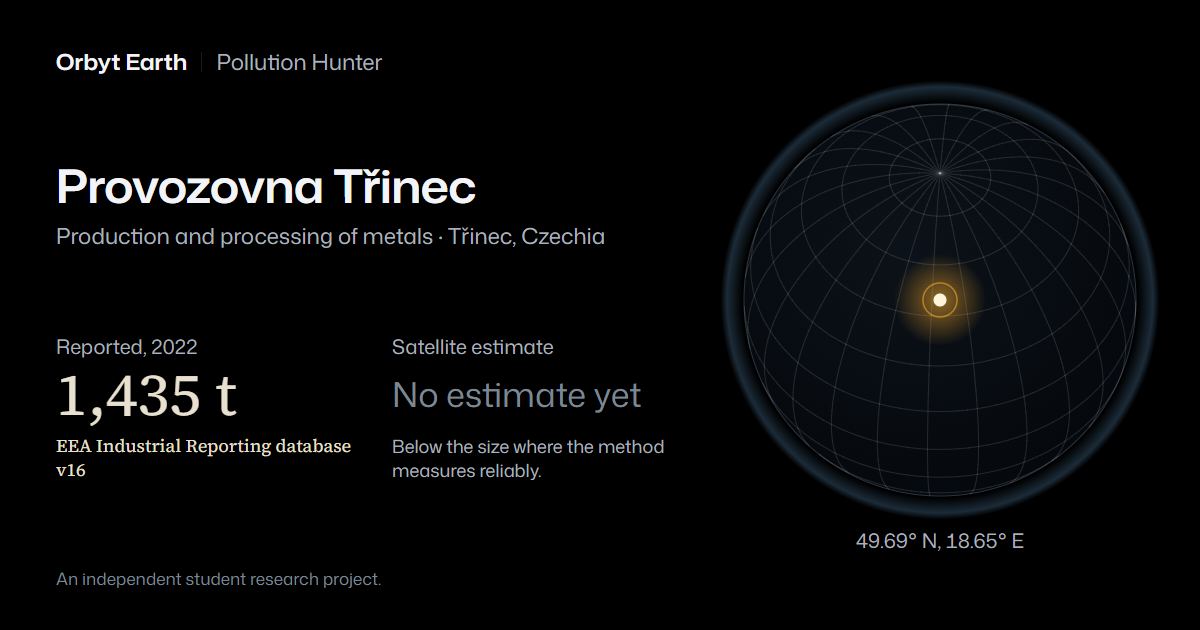 Orbyt Earth | Pollution Hunter
Provozovna Třinec
Production and processing of metals · Třinec, Czechia
Reported, 2022
1,435 t
EEA Industrial Reporting database
v16
Satellite estimate
No estimate yet
Below the size where the method
measures reliably.
49.69° N, 18.65° E
An independent student research project.